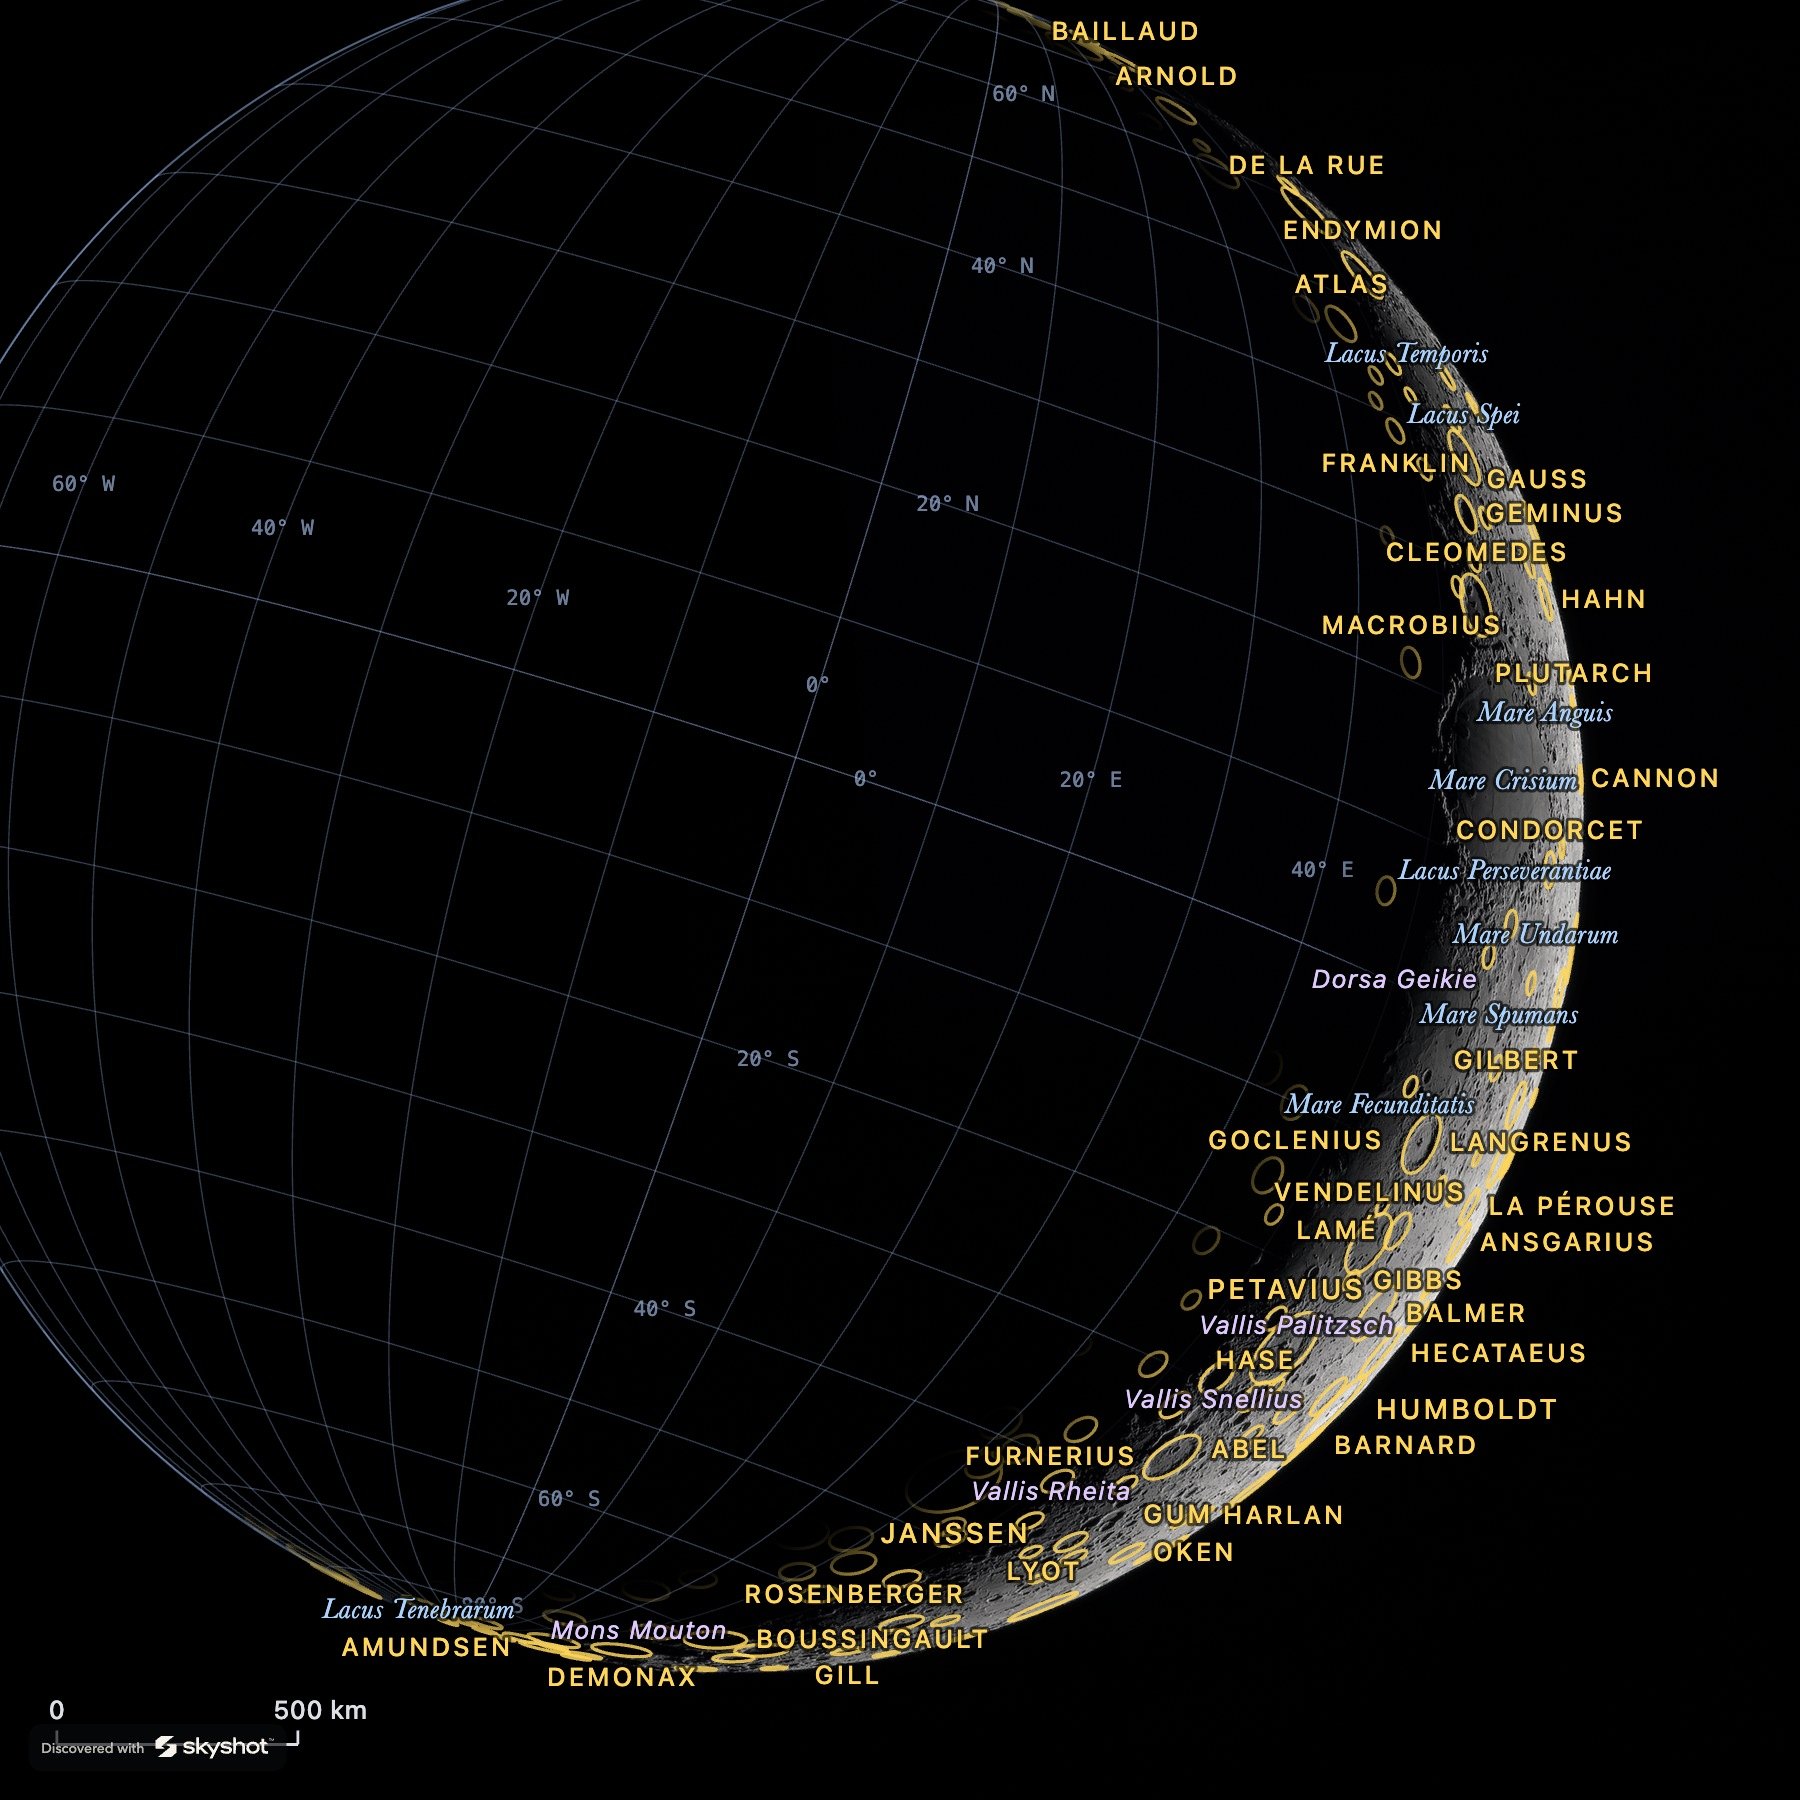 BAILLAUD
ARNOLD
60° N
DE LA RUE
ENDYMION
40° N
ATLAS
Lacus Temporis
Lacus Spei
FRANKLIN
GAUSS
60° W
20° N
GEMINUS
40° W
CLEOMEDES
20° W
HAHN
MACROBIUS
PLUTARCH
0°
Mare Anguis
0°
20° E
Mare Crisium
CANNON
CONDORCET
40° E
Lacus Perseverantiae
Mare Undarum
Dorsa Geikie
Mare Spumans
20° S
GILBERT
Mare Fecunditatis
GOCLENIUS
LANGRENUS
VENDELINUS
LA PÉROUSE
LAMÉ
ANSGARIUS
PETAVIUS
GIBBS
40° S
Vallis Palitzsch
BALMER
HASE
HECATAEUS
Vallis Snellius
HUMBOLDT
FURNERIUS
ABEL
BARNARD
60° S
Vallis Rheita
GUM
HARLAN
JANSSEN
OKEN
LYOT
ROSENBERGER
80° S
Lacus Tenebrarum
Mons Mouton
AMUNDSEN
BOUSSINGAULT
DEMONAX
GILL
0 500 km
Discovered with skyshot™